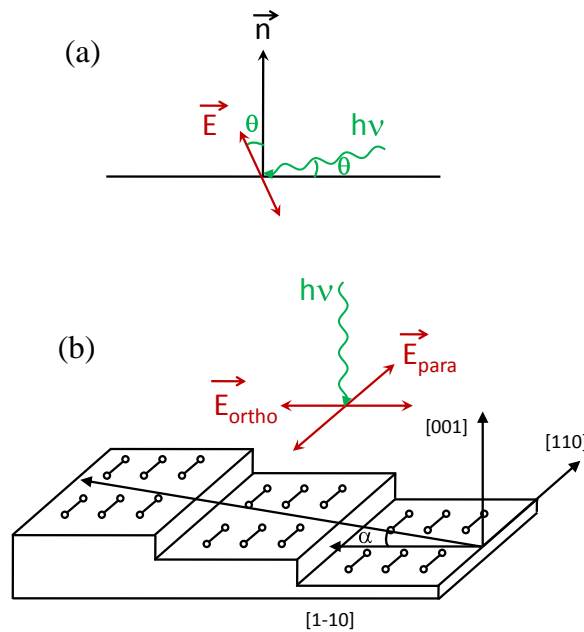 n
(a)
E
θ
hν
θ
hν
(b)
E para
E ortho
[001]
[110]
α
[1-10]